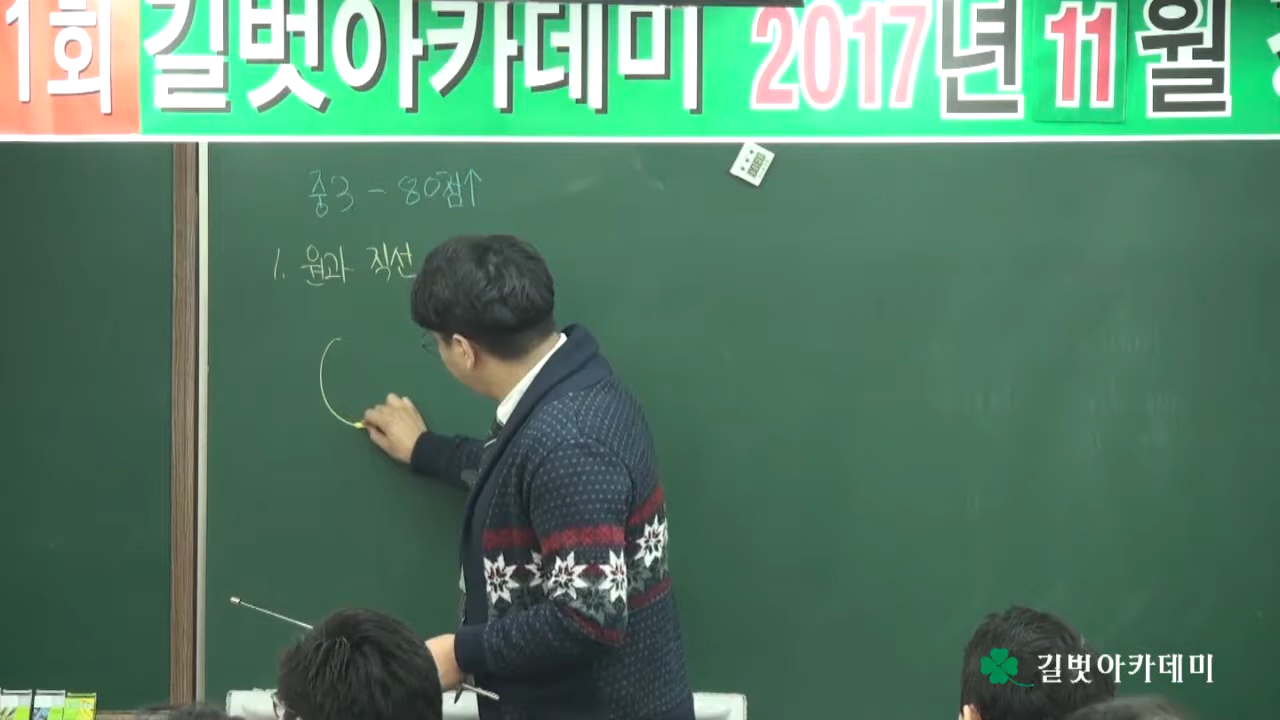 1회 길벗아카데미 2017년 11월
중3 - 80점↑
1. 원과 직선
길벗아카데미